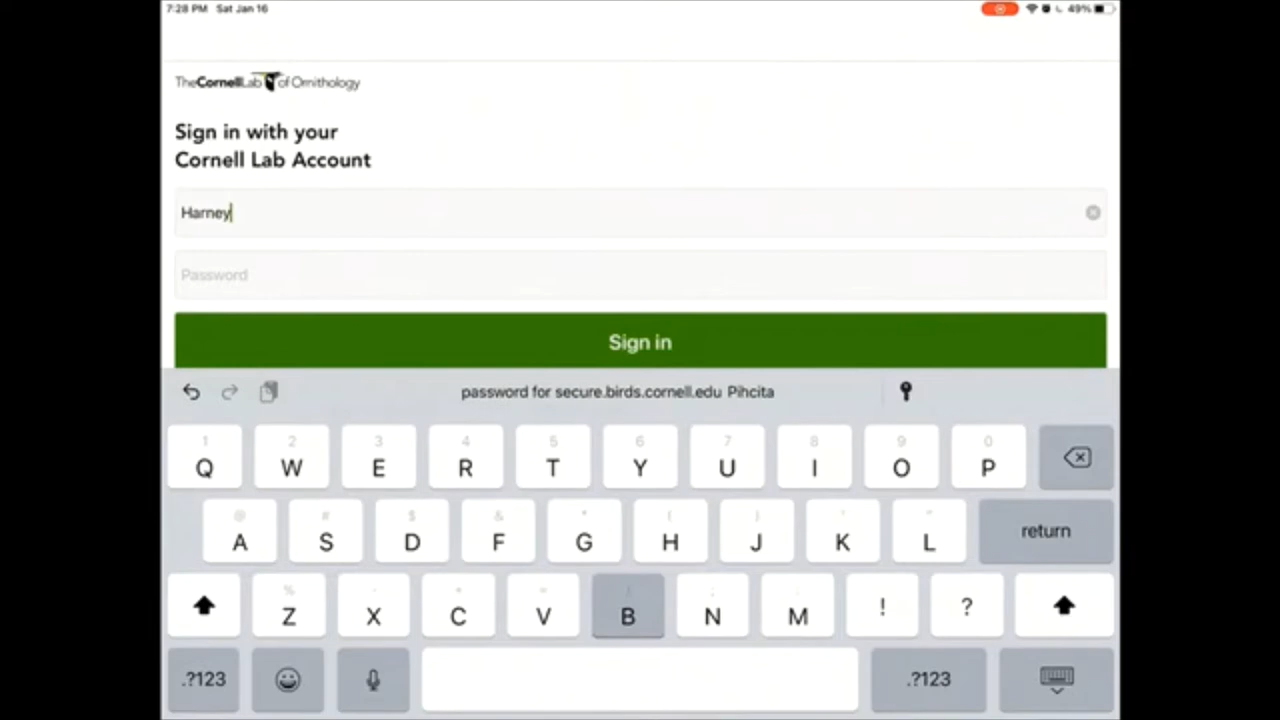 7:28 PM Sat Jan 16
49%
TheCornellLab of Ornithology
Sign in with your
Cornell Lab Account
Harney
Password
Sign in
password for secure.birds.cornell.edu Pihcita
1 2 3 4 5 6 7 8 9 0
Q W E R T Y U I O P
@ # $ & * ( ) ' "
A S D F G H J K L return
% - + = / ; :
Z X C V B N M ! ?
.?123 .?123